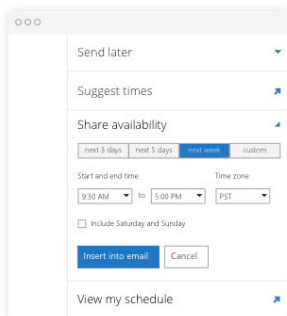 Send later
Suggest times
Share availability
next 3 days next 5 days next week custom
Start and end time Time zone
9:30 AM to 5:00 PM PST
Include Saturday and Sunday
Insert into email Cancel
View my schedule